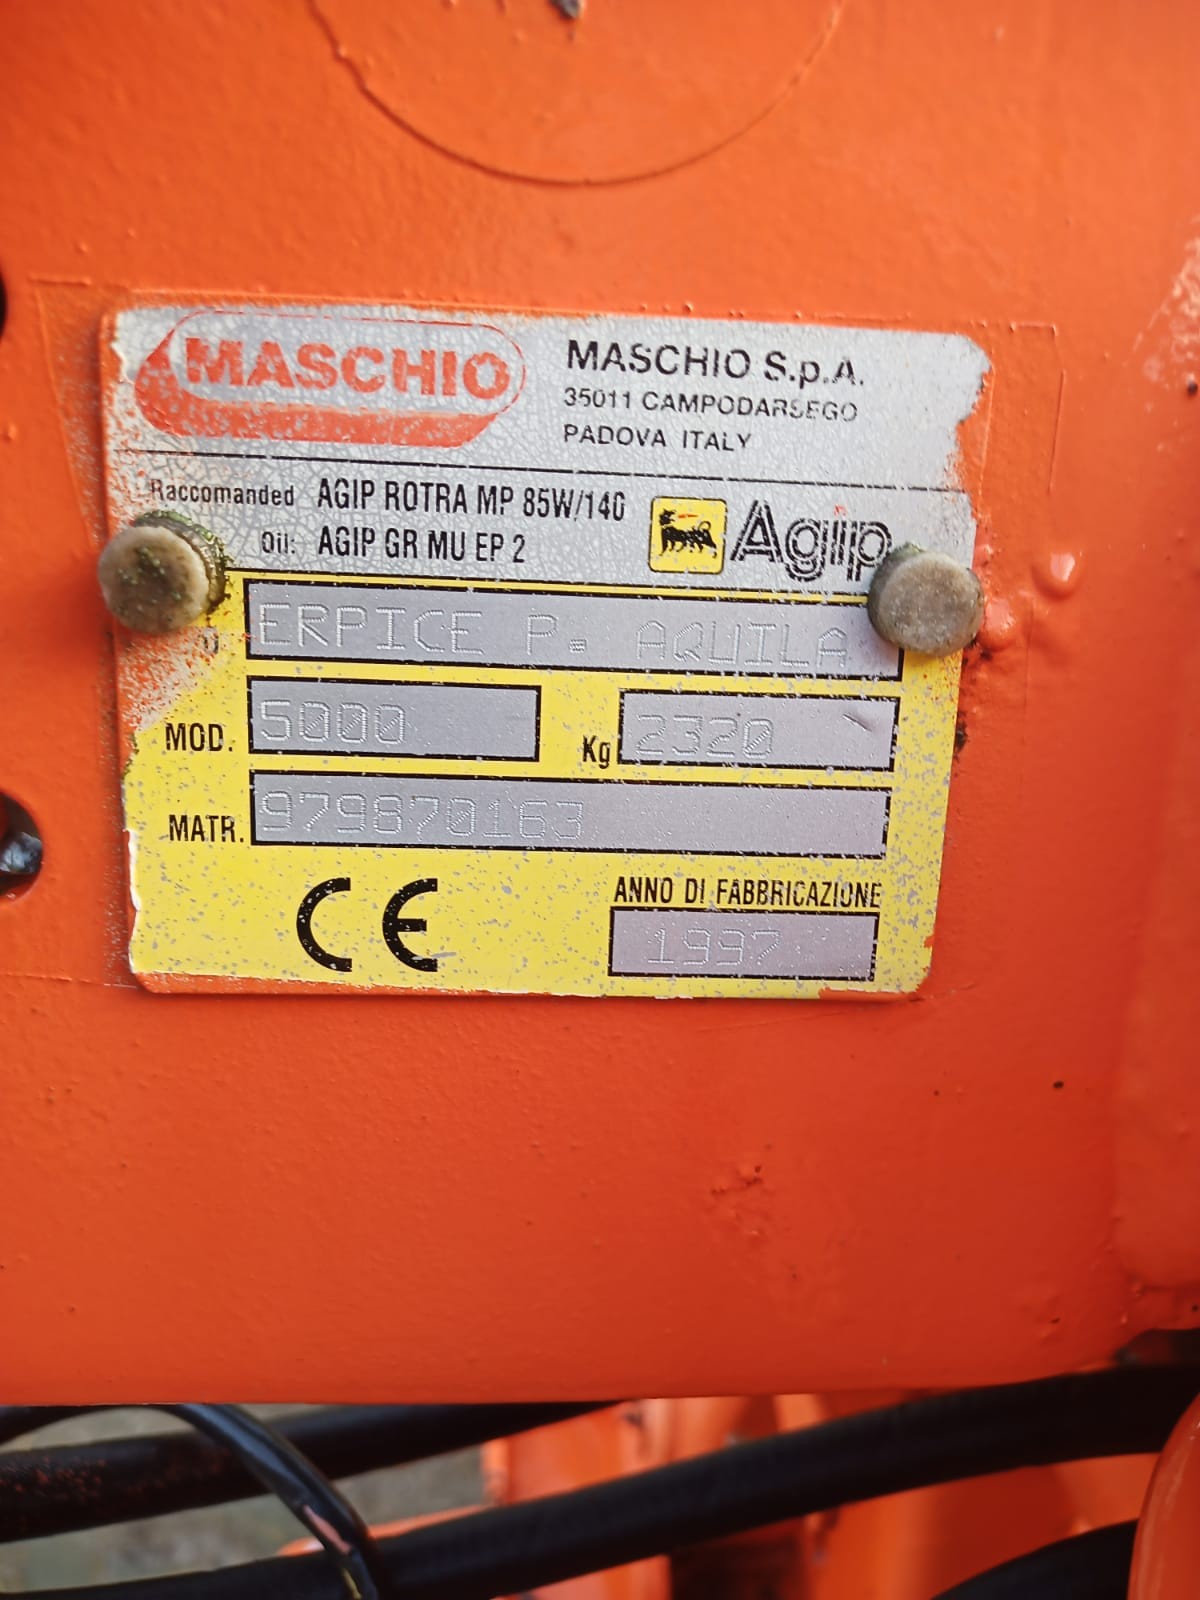 MASCHIO
MASCHIO S.p.A.
35011 CAMPODARSEGO
PADOVA ITALY
Raccomanded AGIP ROTRA MP 85W/140
Oil: AGIP GR MU EP 2
Agip
ERPICE P. AQUILA
MOD. 5000 Kg 2320
MATR. 979870163
CE
ANNO DI FABBRICAZIONE
1997